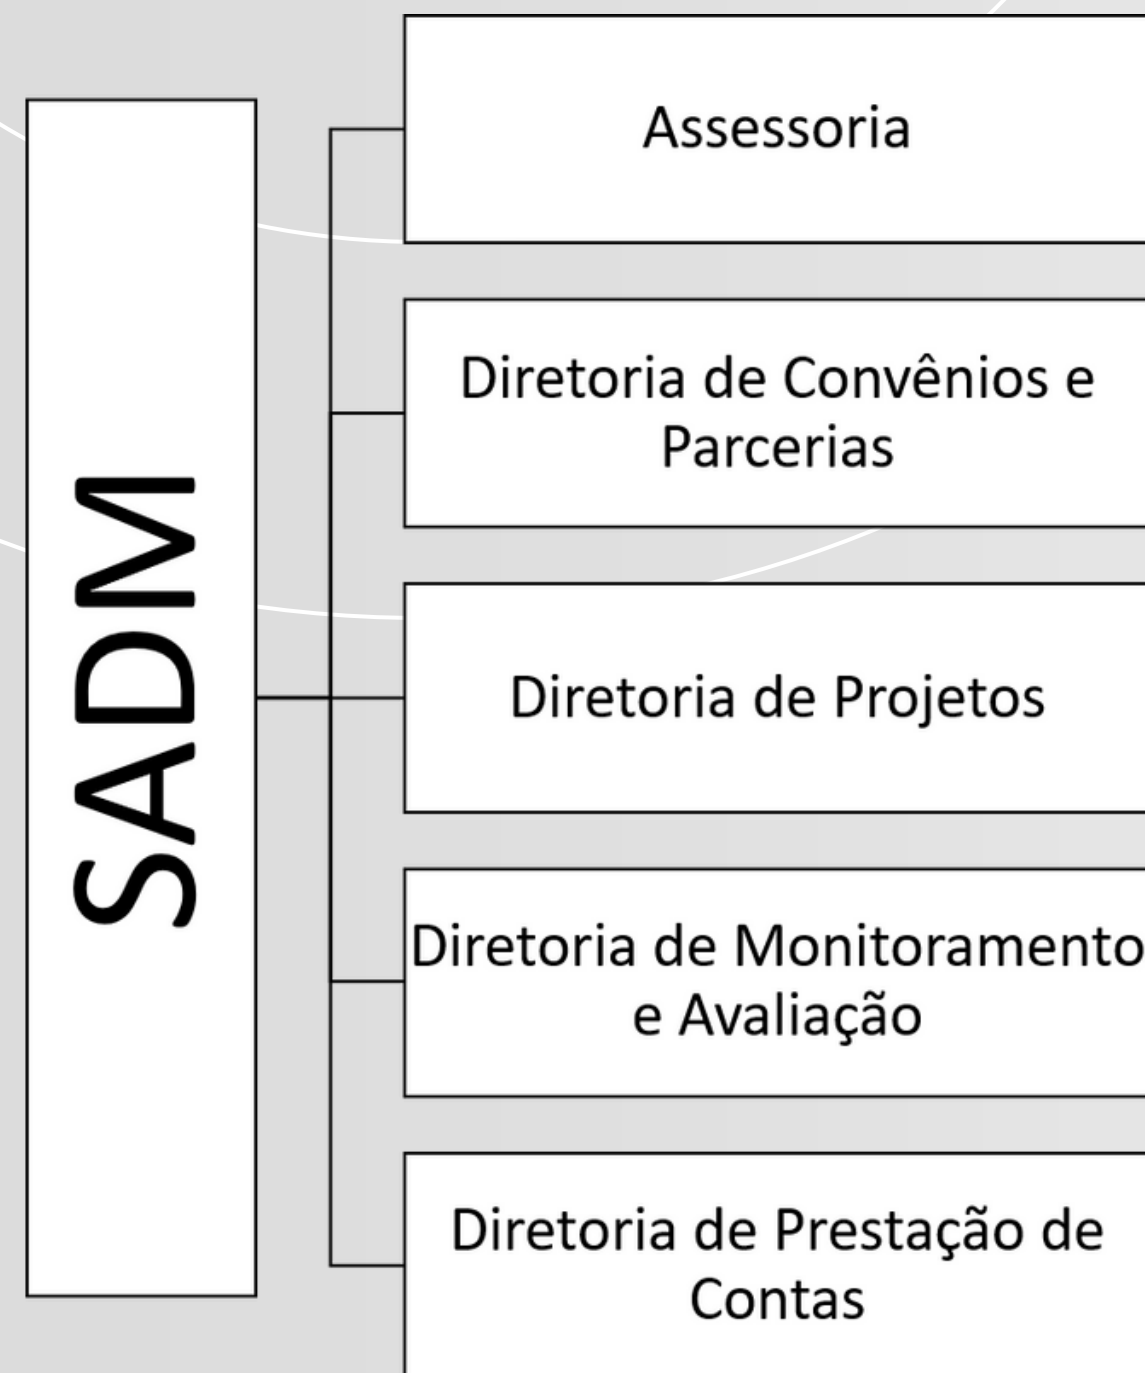 SADM
Assessoria
Diretoria de Convênios e
Parcerias
Diretoria de Projetos
Diretoria de Monitoramento
e Avaliação
Diretoria de Prestação de
Contas